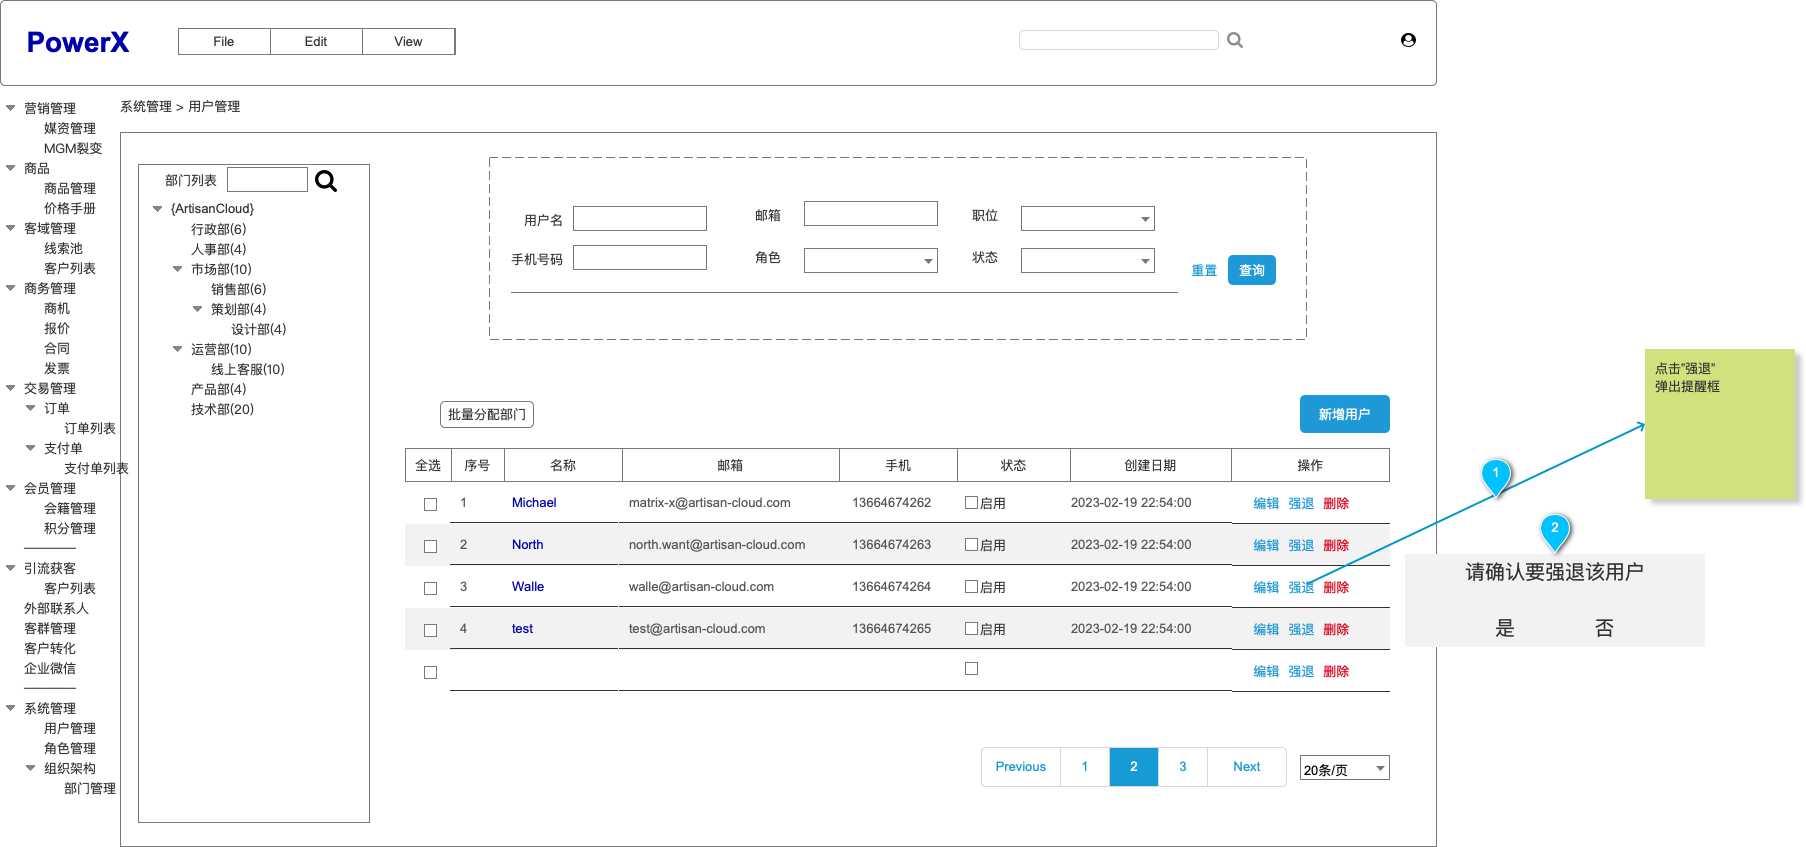 PowerX
File Edit View
系统管理 > 用户管理
营销管理
媒资管理
MGM裂变
商品
商品管理
价格手册
客域管理
线索池
客户列表
商务管理
商机
报价
合同
发票
交易管理
订单
订单列表
支付单
支付单列表
会员管理
会籍管理
积分管理
引流获客
客户列表
外部联系人
客群管理
客户转化
企业微信
系统管理
用户管理
角色管理
组织架构
部门管理
部门列表
{ArtisanCloud}
行政部(6)
人事部(4)
市场部(10)
销售部(6)
策划部(4)
设计部(4)
运营部(10)
线上客服(10)
产品部(4)
技术部(20)
用户名 邮箱 职位
手机号码 角色 状态
重置 查询
批量分配部门 新增用户
全选 序号 名称 邮箱 手机 状态 创建日期 操作
1 Michael matrix-x@artisan-cloud.com 13664674262 启用 2023-02-19 22:54:00 编辑 强退 删除
2 North north.want@artisan-cloud.com 13664674263 启用 2023-02-19 22:54:00 编辑 强退 删除
3 Walle walle@artisan-cloud.com 13664674264 启用 2023-02-19 22:54:00 编辑 强退 删除
4 test test@artisan-cloud.com 13664674265 启用 2023-02-19 22:54:00 编辑 强退 删除
编辑 强退 删除
Previous 1 2 3 Next 20条/页
1
点击”强退”
弹出提醒框
2
请确认要强退该用户
是 否